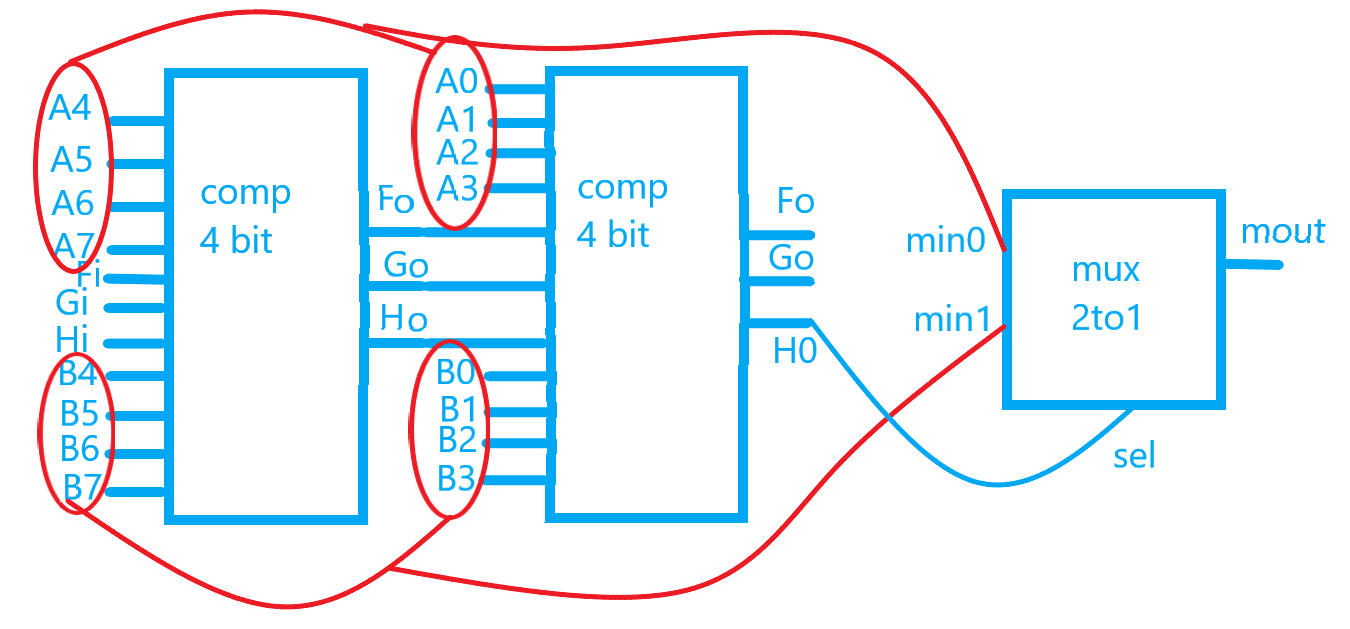 A4
A5
A6
A7
Fi
Gi
Hi
B4
B5
B6
B7
comp
4 bit
Fo
Go
Ho
A0
A1
A2
A3
B0
B1
B2
B3
comp
4 bit
Fo
Go
H0
min0
min1
mux
2to1
sel
mout